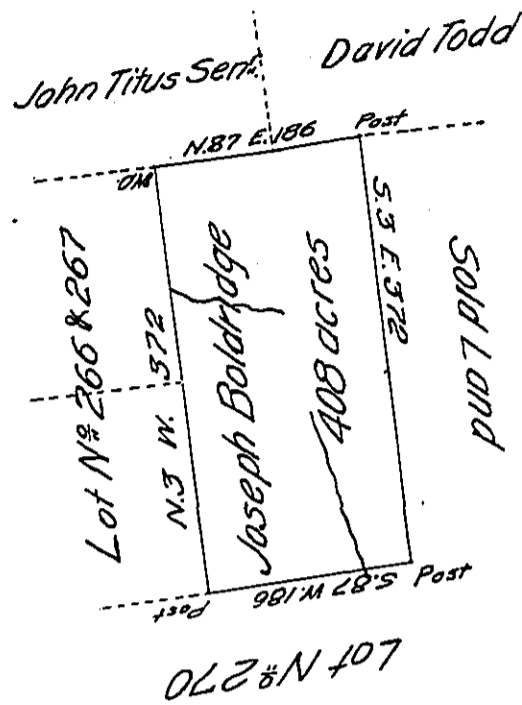 John Titus Senr.
David Todd
N.87 E.186
Post
WO
S.3 E.372
Sold Land
Lot No 266 & 267
N.3 W. 372
Joseph Boldridge
408 acres
S.87 W.186
Post
Post
Lot No 270